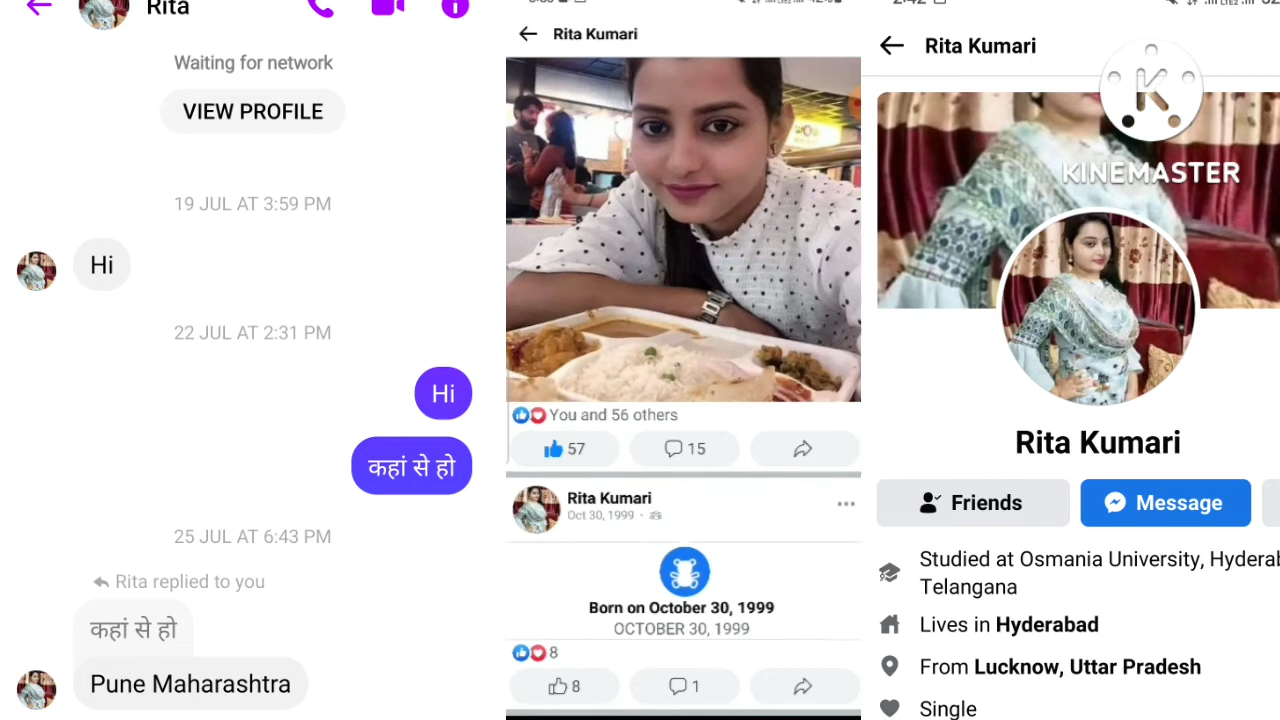 Rita
Waiting for network
VIEW PROFILE
19 JUL AT 3:59 PM
Hi
22 JUL AT 2:31 PM
Hi
कहां से हो
25 JUL AT 6:43 PM
Rita replied to you
कहां से हो
Pune Maharashtra
Rita Kumari
You and 56 others
57
15
Rita Kumari
Oct 30, 1999
Born on October 30, 1999
OCTOBER 30, 1999
8
8
1
2:42
Rita Kumari
K
KINEMASTER
Rita Kumari
Friends
Message
Studied at Osmania University, Hyderab
Telangana
Lives in Hyderabad
From Lucknow, Uttar Pradesh
Single